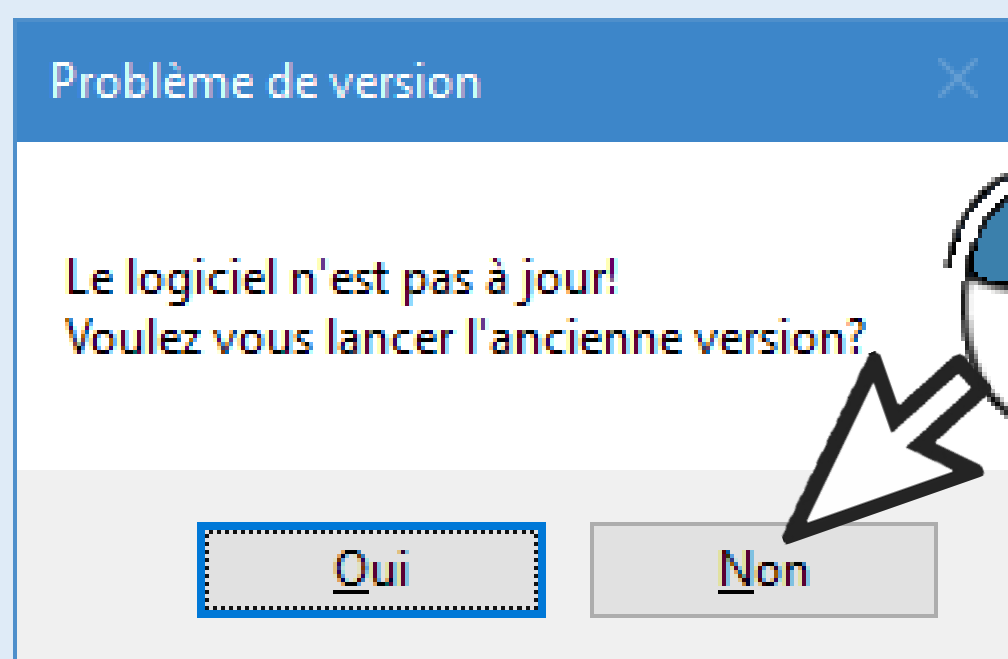 Problème de version
Le logiciel n'est pas à jour!
Voulez vous lancer l'ancienne version?
Oui
Non